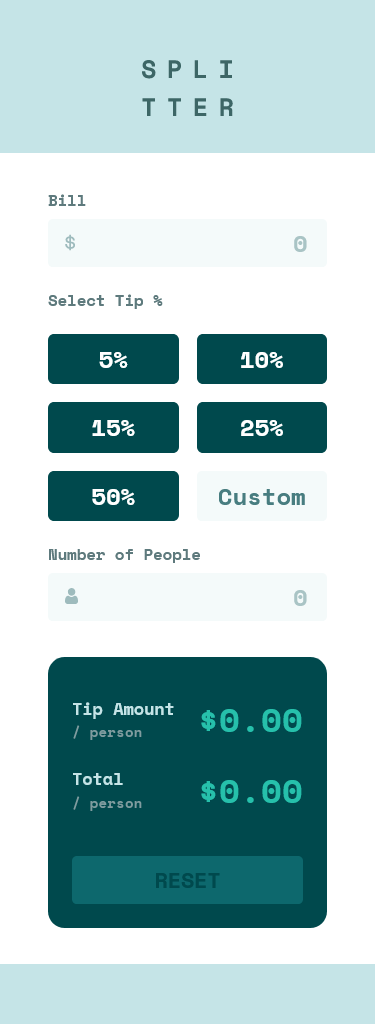 SPLI
TTER
Bill
$ 0
Select Tip %
5% 10%
15% 25%
50% Custom
Number of People
0
Tip Amount
/ person
$0.00
Total
/ person
$0.00
RESET